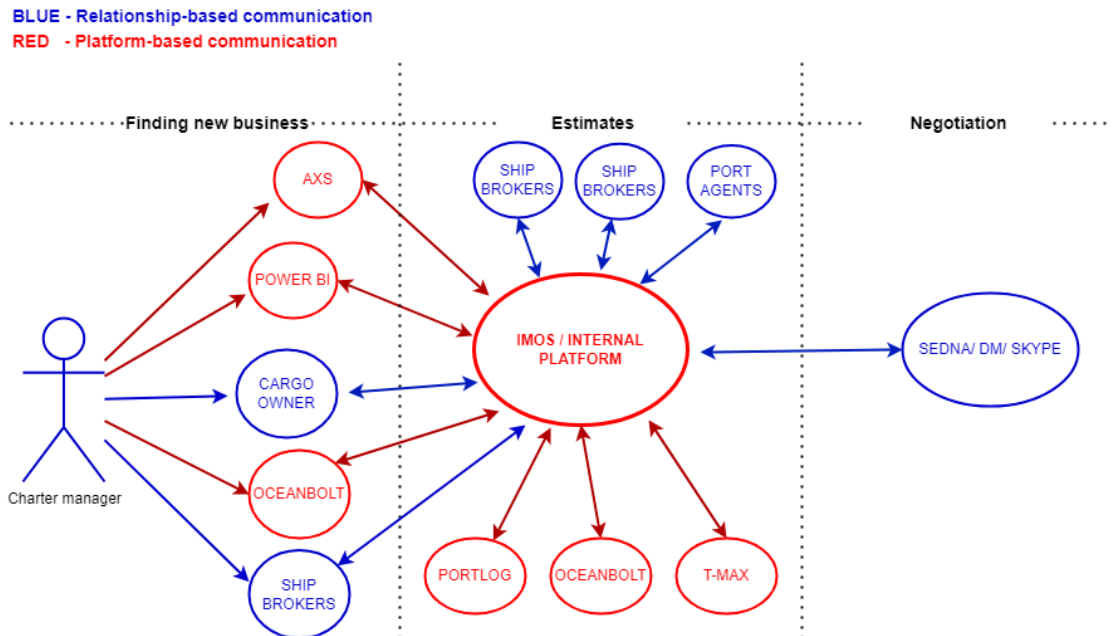 BLUE - Relationship-based communication
RED - Platform-based communication
Finding new business
Estimates
Negotiation
AXS
SHIP
BROKERS
SHIP
BROKERS
PORT
AGENTS
POWER BI
IMOS / INTERNAL
PLATFORM
SEDNA/ DM/ SKYPE
CARGO
OWNER
Charter manager
OCEANBOLT
SHIP
BROKERS
PORTLOG
OCEANBOLT
T-MAX